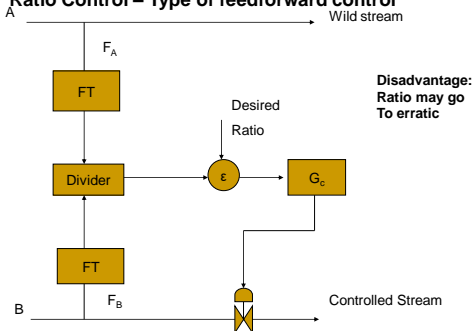 Ratio Control – Type of feedforward control
A
Wild stream
F_A
FT
Disadvantage:
Ratio may go
To erratic
Desired
Ratio
Divider
ε
G_c
FT
F_B
B
Controlled Stream